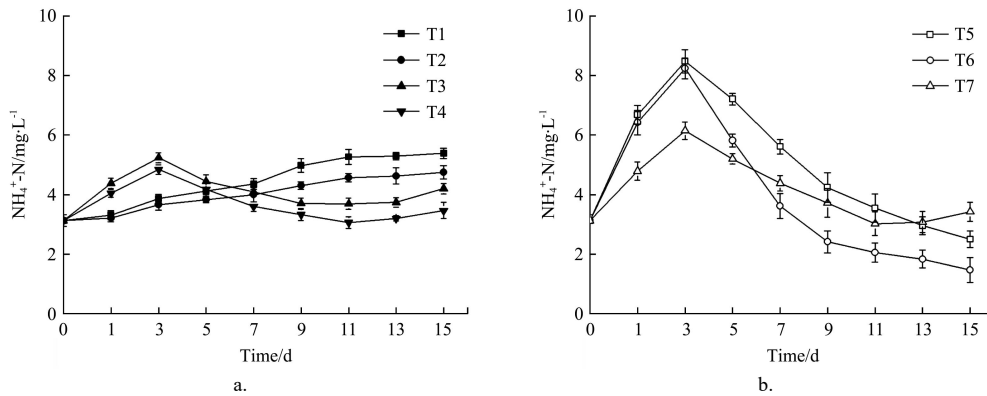 10
8
6
4
2
0
NH₄⁺-N/mg·L⁻¹
T1
T2
T3
T4
0 1 3 5 7 9 11 13 15
Time/d
a.
10
8
6
4
2
0
NH₄⁺-N/mg·L⁻¹
T5
T6
T7
0 1 3 5 7 9 11 13 15
Time/d
b.